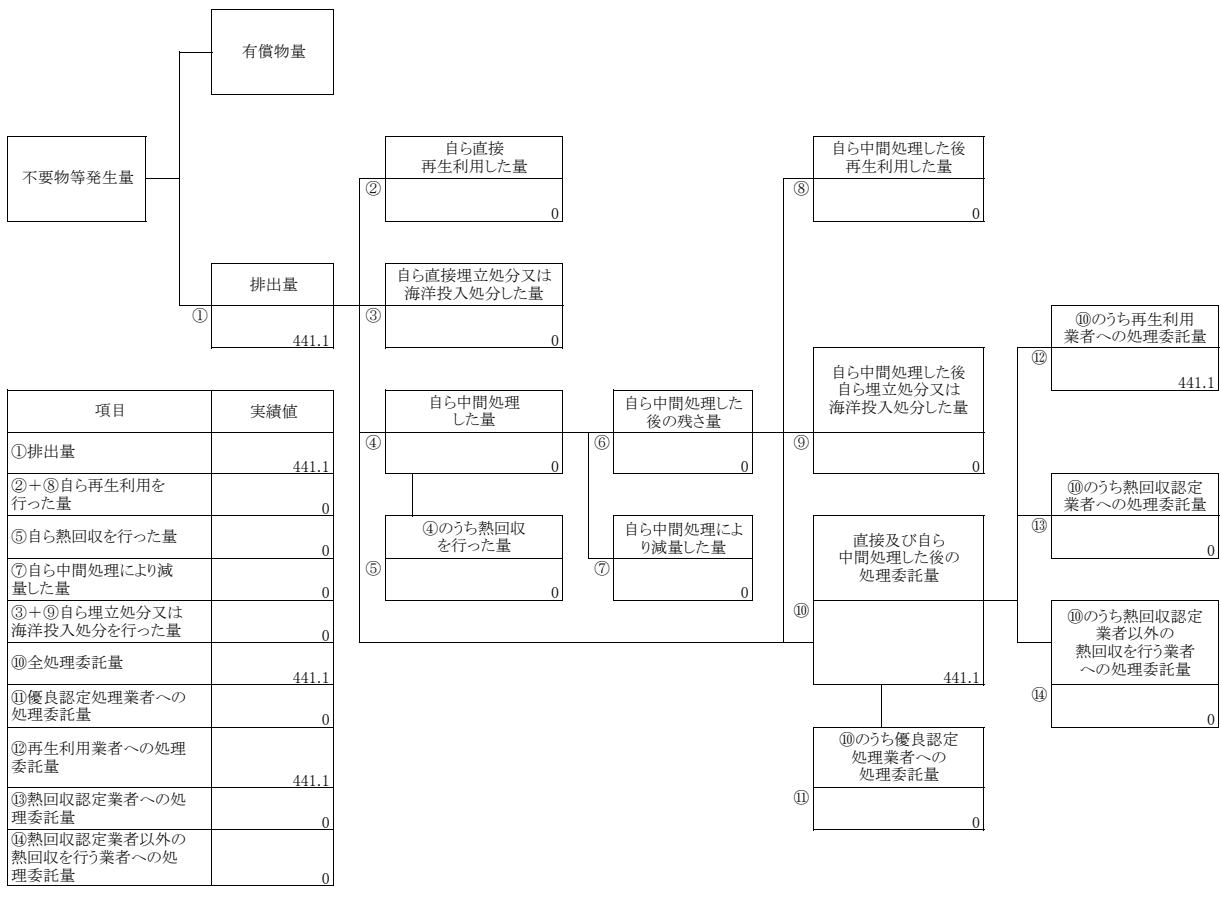 有償物量
不要物等発生量
排出量
①
441.1
自ら直接
再生利用した量
②
0
自ら直接埋立処分又は
海洋投入処分した量
③
0
自ら中間処理
した量
④
0
④のうち熱回収
を行った量
⑤
0
自ら中間処理した
後の残さ量
⑥
0
自ら中間処理によ
り減量した量
⑦
0
自ら中間処理した後
再生利用した量
⑧
0
自ら中間処理した後
自ら埋立処分又は
海洋投入処分した量
⑨
0
直接及び自ら
中間処理した後の
処理委託量
⑩
441.1
⑩のうち優良認定
処理業者への
処理委託量
⑪
0
⑩のうち再生利用
業者への処理委託量
⑫
441.1
⑩のうち熱回収認定
業者への処理委託量
⑬
0
⑩のうち熱回収認定
業者以外の
熱回収を行う業者
への処理委託量
⑭
0
項目 実績値
①排出量
441.1
②＋⑧自ら再生利用を
行った量
0
⑤自ら熱回収を行った量
0
⑦自ら中間処理により減
量した量
0
③＋⑨自ら埋立処分又は
海洋投入処分を行った量
0
⑩全処理委託量
441.1
⑪優良認定処理業者への
処理委託量
0
⑫再生利用業者への処理
委託量
441.1
⑬熱回収認定業者への処
理委託量
0
⑭熱回収認定業者以外の
熱回収を行う業者への処
理委託量
0